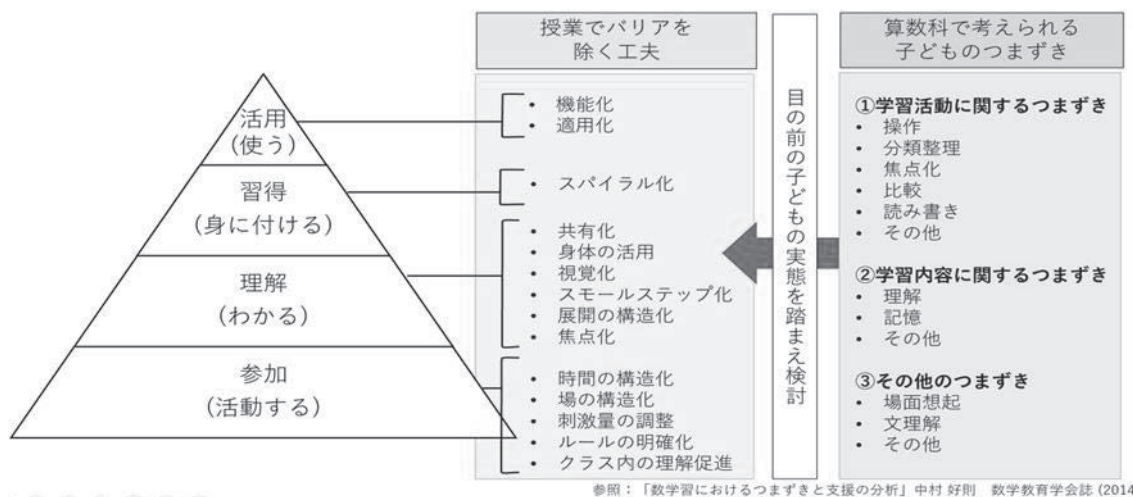 授業でバリアを
除く工夫
算数科で考えられる
子どものつまずき
活用
(使う)
習得
(身に付ける)
理解
(わかる)
参加
(活動する)
• 機能化
• 適用化
• スパイラル化
• 共有化
• 身体の活用
• 視覚化
• スモールステップ化
• 展開の構造化
• 焦点化
• 時間の構造化
• 場の構造化
• 刺激量の調整
• ルールの明確化
• クラス内の理解促進
目の前の子どもの実態を踏まえ検討
①学習活動に関するつまずき
• 操作
• 分類整理
• 焦点化
• 比較
• 読み書き
• その他
②学習内容に関するつまずき
• 理解
• 記憶
• その他
③その他のつまずき
• 場面想起
• 文理解
• その他
参照：「数学習におけるつまずきと支援の分析」中村 好則 数学教育学会誌 (2014